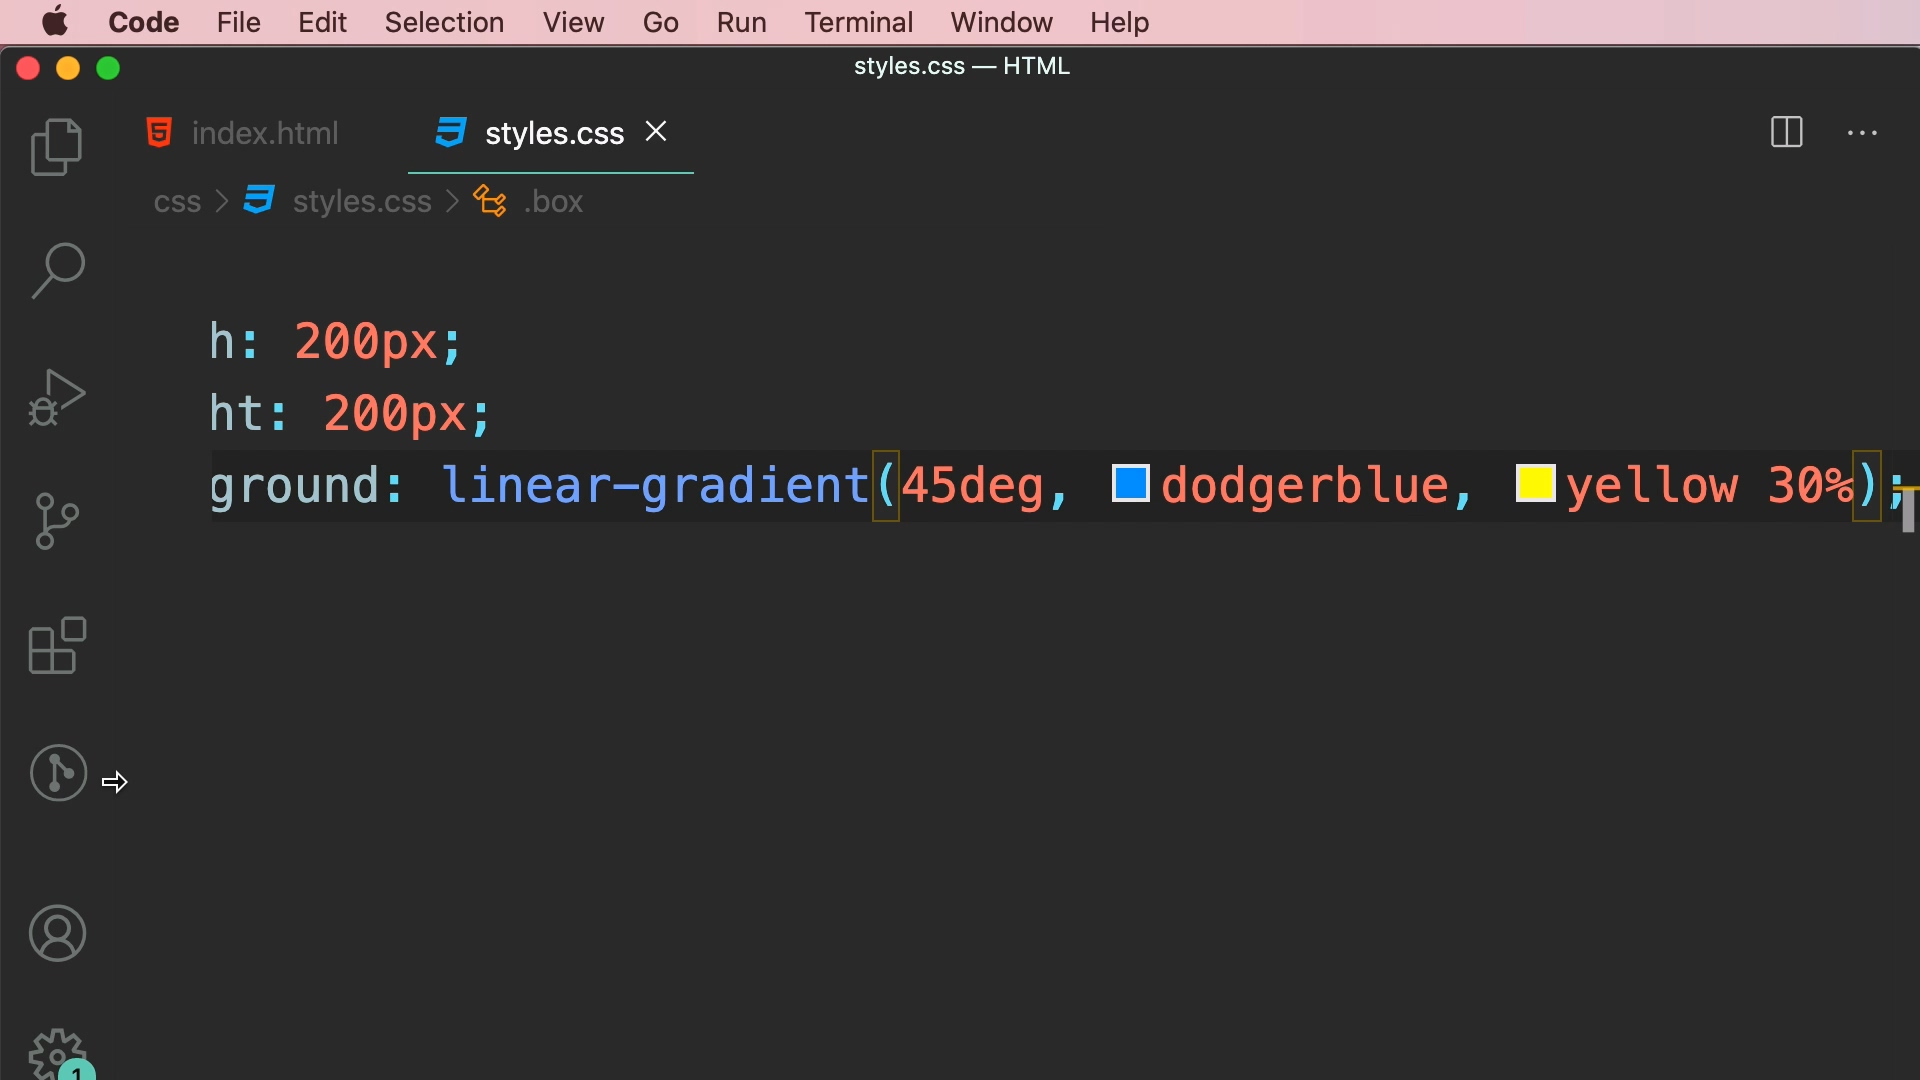 Code File Edit Selection View Go Run Terminal Window Help
styles.css — HTML
index.html styles.css
css > styles.css > .box
h: 200px;
ht: 200px;
ground: linear-gradient(45deg, dodgerblue, yellow 30%);
1